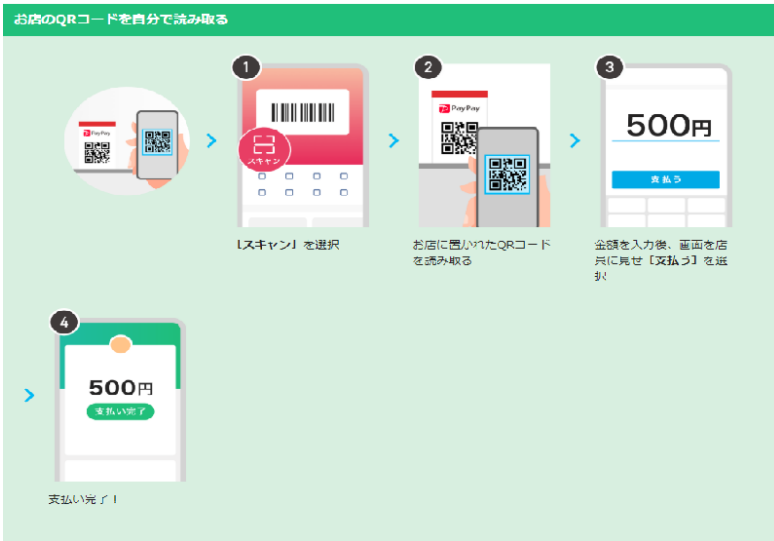 お店のQRコードを自分で読み取る
PayPay
1
スキャン
[スキャン] を選択
2
PayPay
お店に置かれたQRコード
を読み取る
3
500円
支払う
金額を入力後、画面を店
員に見せ [支払う] を選
択
4
500円
支払い完了
支払い完了！